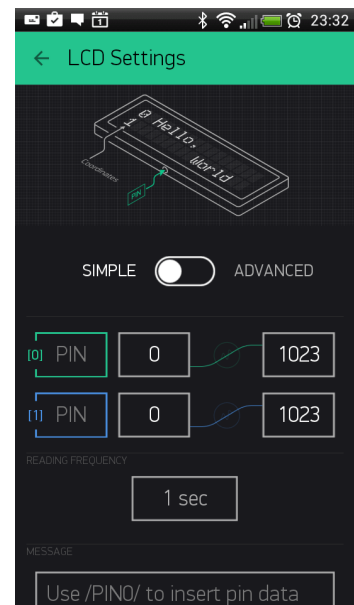 23:32
LCD Settings
0 Hello,
1 World
Coordinates
PIN
SIMPLE ADVANCED
[0] PIN 0 1023
[1] PIN 0 1023
READING FREQUENCY
1 sec
MESSAGE
Use /PIN0/ to insert pin data